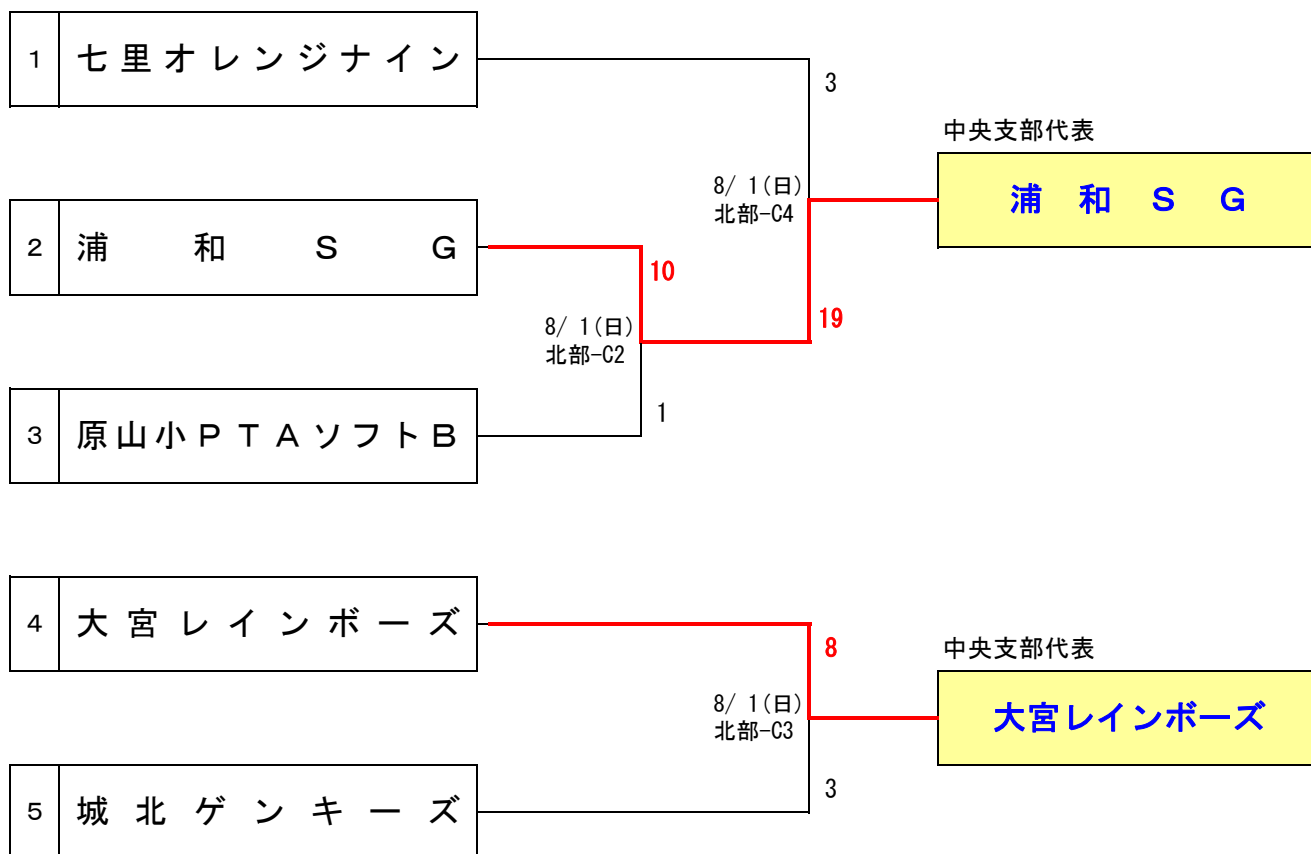 1 七里オレンジナイン
3
中央支部代表
8/ 1(日)
北部-C4
浦和SG
2 浦和SG
10
19
8/ 1(日)
北部-C2
1
3 原山小PTAソフトB
4 大宮レインボーズ
8
中央支部代表
8/ 1(日)
北部-C3
大宮レインボーズ
3
5 城北ゲンキーズ